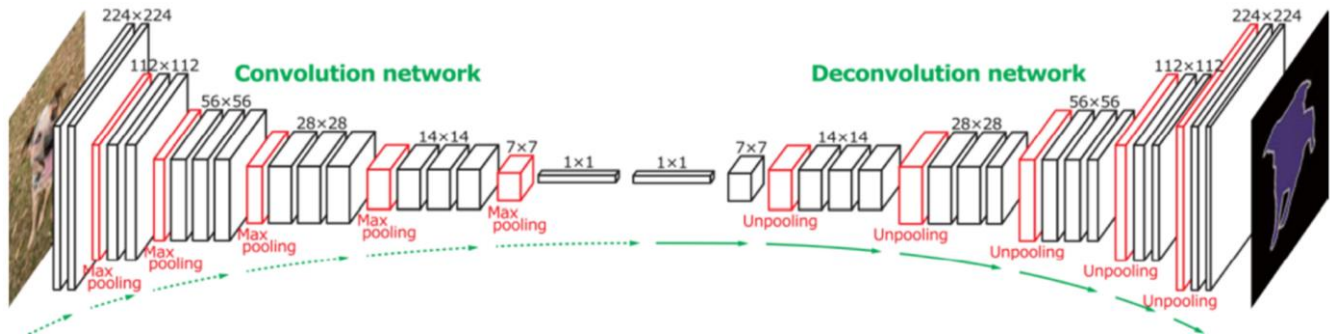 224×224
112×112
Convolution network
56×56
28×28
14×14
7×7
1×1
1×1
7×7
14×14
28×28
56×56
Deconvolution network
112×112
224×224
Max
pooling
Max
pooling
Max
pooling
Max
pooling
Max
pooling
Unpooling
Unpooling
Unpooling
Unpooling
Unpooling